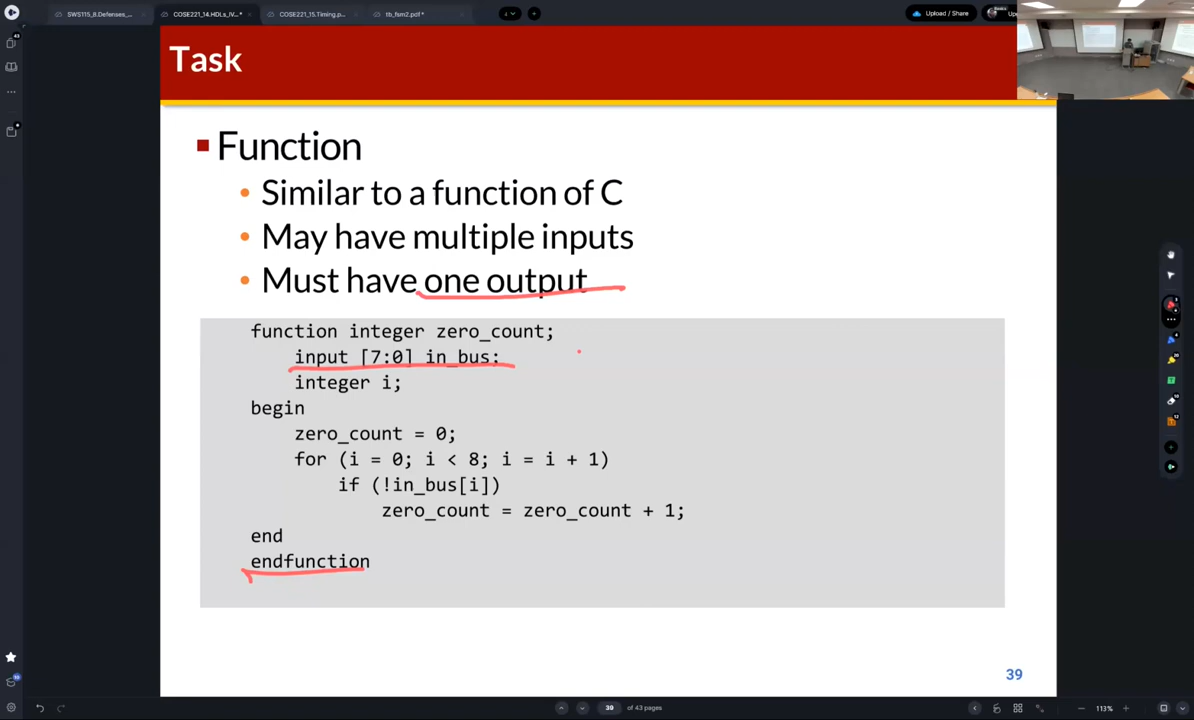 SWS115_8.Defenses_...
COSE221_14.HDLs_IV...*
COSE221_15.Timing.p...
tb_fsm2.pdf *
Upload / Share
Task
Function
Similar to a function of C
May have multiple inputs
Must have one output
function integer zero_count;
input [7:0] in_bus;
integer i;
begin
zero_count = 0;
for (i = 0; i < 8; i = i + 1)
if (!in_bus[i])
zero_count = zero_count + 1;
end
endfunction
39
39
of 43 pages
113%